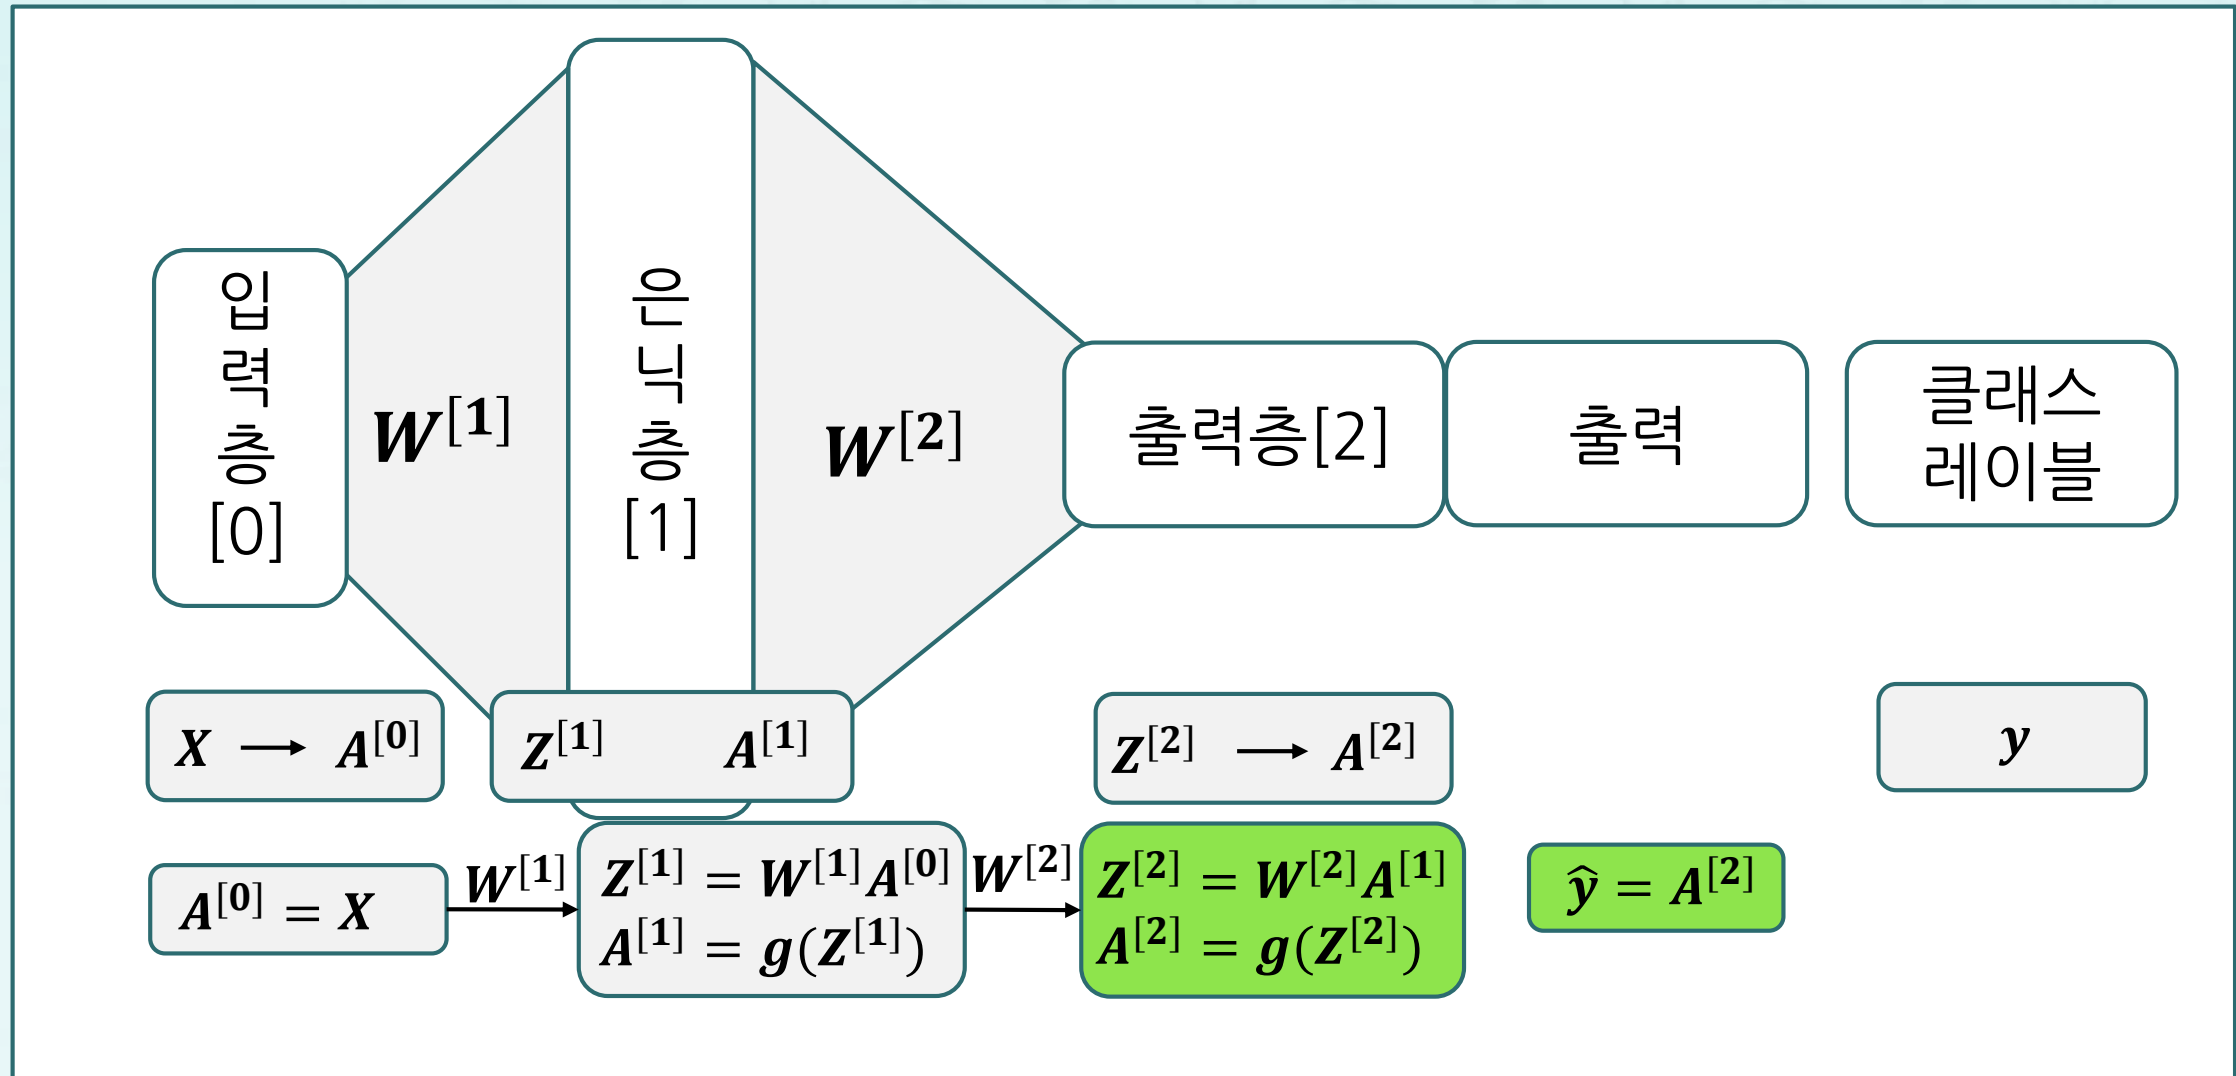 입
력
층
[0]
W^[1]
은
닉
층
[1]
W^[2]
출력층[2]
출력
클래스
레이블
X → A^[0]
Z^[1] A^[1]
Z^[2] → A^[2]
y
A^[0] = X
W^[1]
Z^[1] = W^[1]A^[0]
A^[1] = g(Z^[1])
W^[2]
Z^[2] = W^[2]A^[1]
A^[2] = g(Z^[2])
ŷ = A^[2]